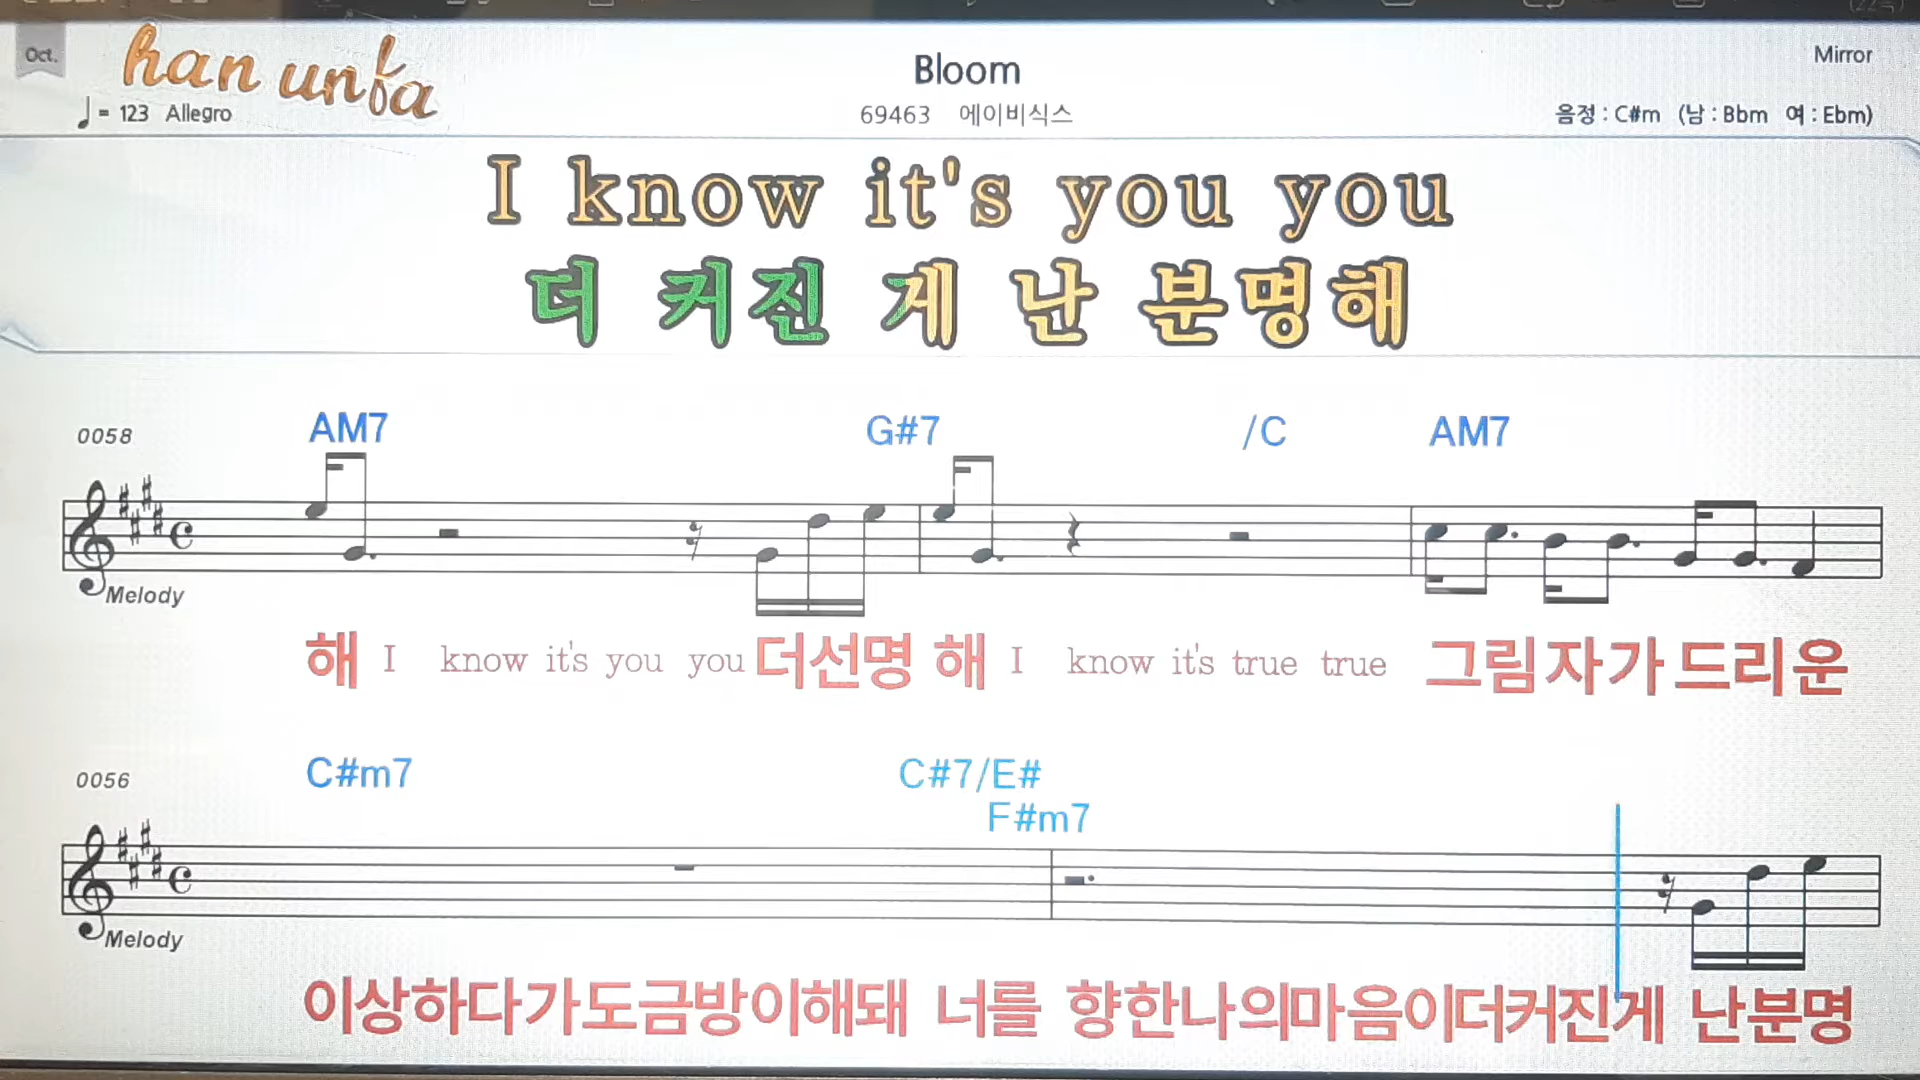 Oct.
han unfa
Bloom
Mirror
♩ = 123 Allegro
69463 에이비식스
음정 : C#m (남 : Bbm 여 : Ebm)
I know it's you you
더 커진 게 난 분명해
AM7 G#7 /C AM7
0058
Melody
해 I know it's you you 더선명 해 I know it's true true 그림자가드리운
C#m7 C#7/E#
F#m7
0056
Melody
이상하다가도금방이해돼 너를 향한나의마음이더커진게 난분명